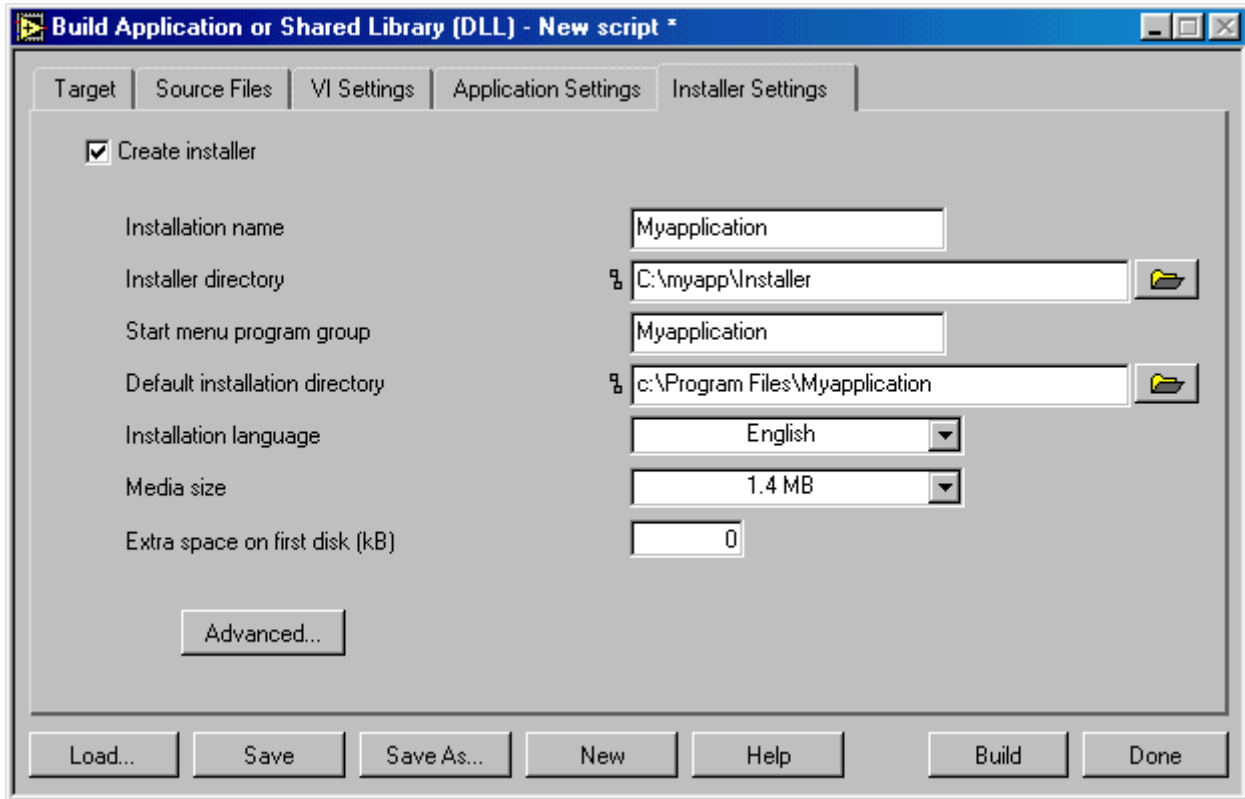 Build Application or Shared Library (DLL) - New script *
Target Source Files VI Settings Application Settings Installer Settings
Create installer
Installation name Myapplication
Installer directory C:\myapp\Installer
Start menu program group Myapplication
Default installation directory c:\Program Files\Myapplication
Installation language English
Media size 1.4 MB
Extra space on first disk (kB) 0
Advanced...
Load... Save Save As... New Help Build Done